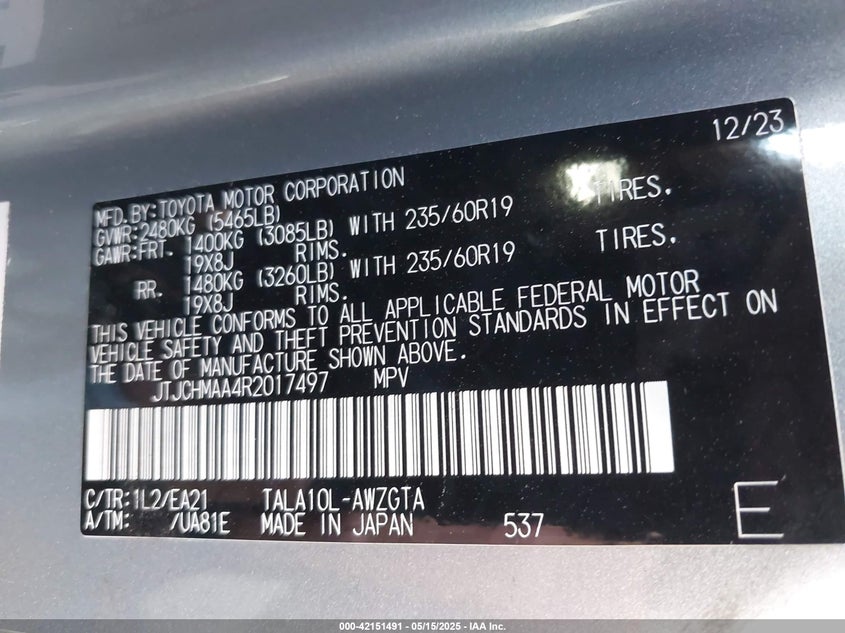 12/23
MFD.BY:TOYOTA MOTOR CORPORATION
GVWR:2480KG (5465LB)
GAWR:FRT. 1400KG (3085LB) WITH 235/60R19 TIRES.
19X8J RIMS.
RR. 1480KG (3260LB) WITH 235/60R19 TIRES.
19X8J RIMS.
THIS VEHICLE CONFORMS TO ALL APPLICABLE FEDERAL MOTOR
VEHICLE SAFETY AND THEFT PREVENTION STANDARDS IN EFFECT ON
THE DATE OF MANUFACTURE SHOWN ABOVE.
JTJCHMAA4R2017497 MPV
C/TR:1L2/EA21 TALA10L-AWZGTA
A/TM: /UA81E MADE IN JAPAN 537 E
000-42151491 - 05/15/2025 - IAA Inc.